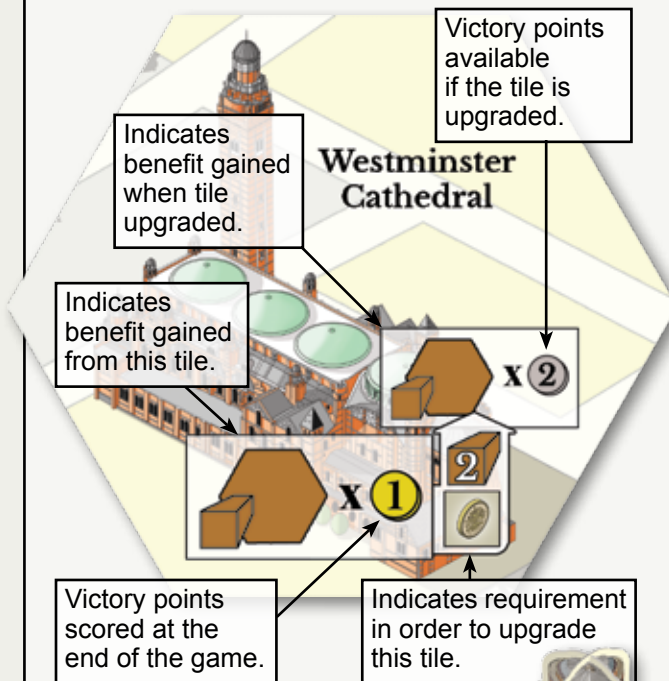 Victory points
available
if the tile is
upgraded.
Indicates
benefit gained
when tile
upgraded.
Westminster
Cathedral
Indicates
benefit gained
from this tile.
x 2
2
x 1
Victory points
scored at the
end of the game.
Indicates requirement
in order to upgrade
this tile.